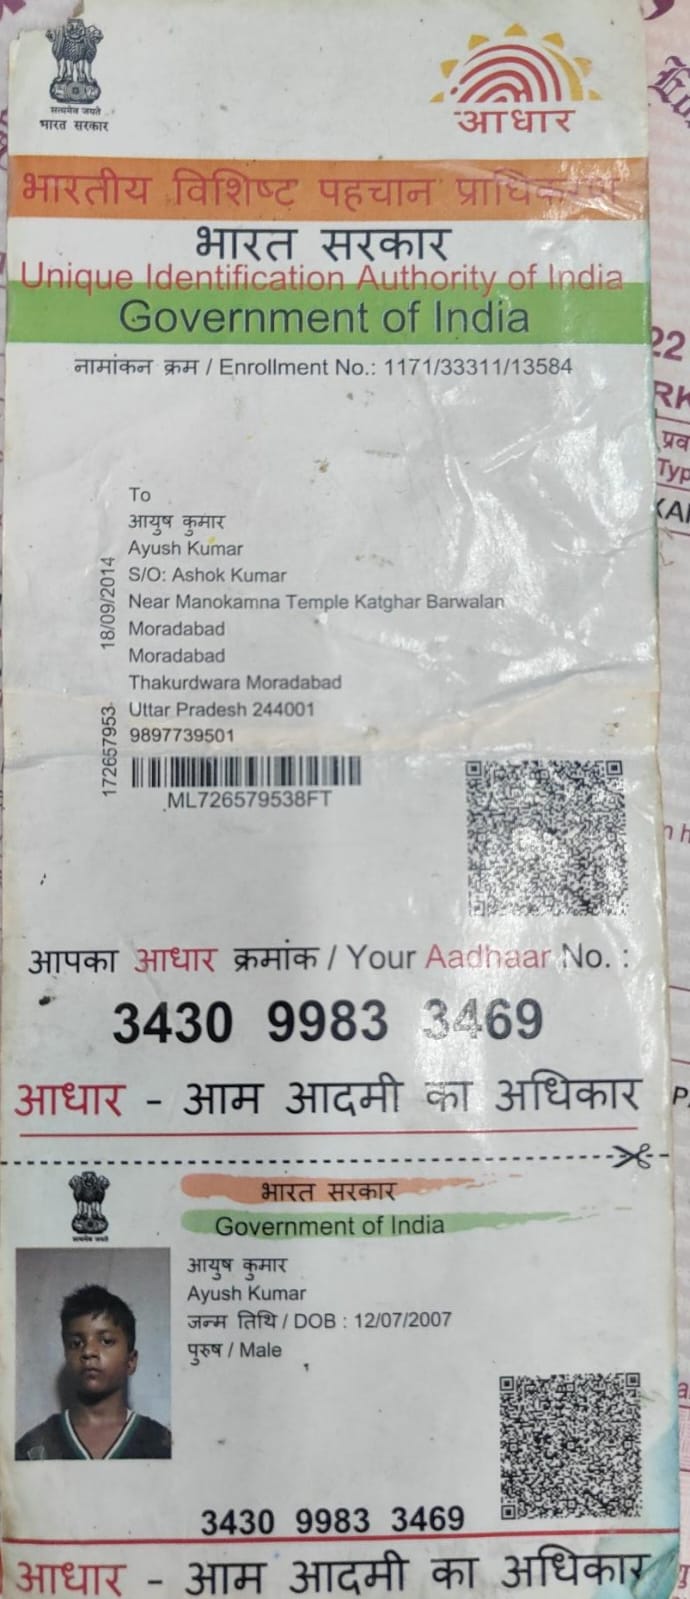 सत्यमेव जयते
भारत सरकार
आधार
भारतीय विशिष्ट पहचान प्राधिकरण
भारत सरकार
Unique Identification Authority of India
Government of India
नामांकन क्रम / Enrollment No.: 1171/33311/13584
To
आयुष कुमार
Ayush Kumar
S/O: Ashok Kumar
Near Manokamna Temple Katghar Barwalan
Moradabad
Moradabad
Thakurdwara Moradabad
Uttar Pradesh 244001
9897739501
18/09/2014
172657953
ML726579538FT
आपका आधार क्रमांक / Your Aadhaar No. :
3430 9983 3469
आधार - आम आदमी का अधिकार
भारत सरकार
Government of India
आयुष कुमार
Ayush Kumar
जन्म तिथि / DOB : 12/07/2007
पुरुष / Male
3430 9983 3469
आधार - आम आदमी का अधिकार
22